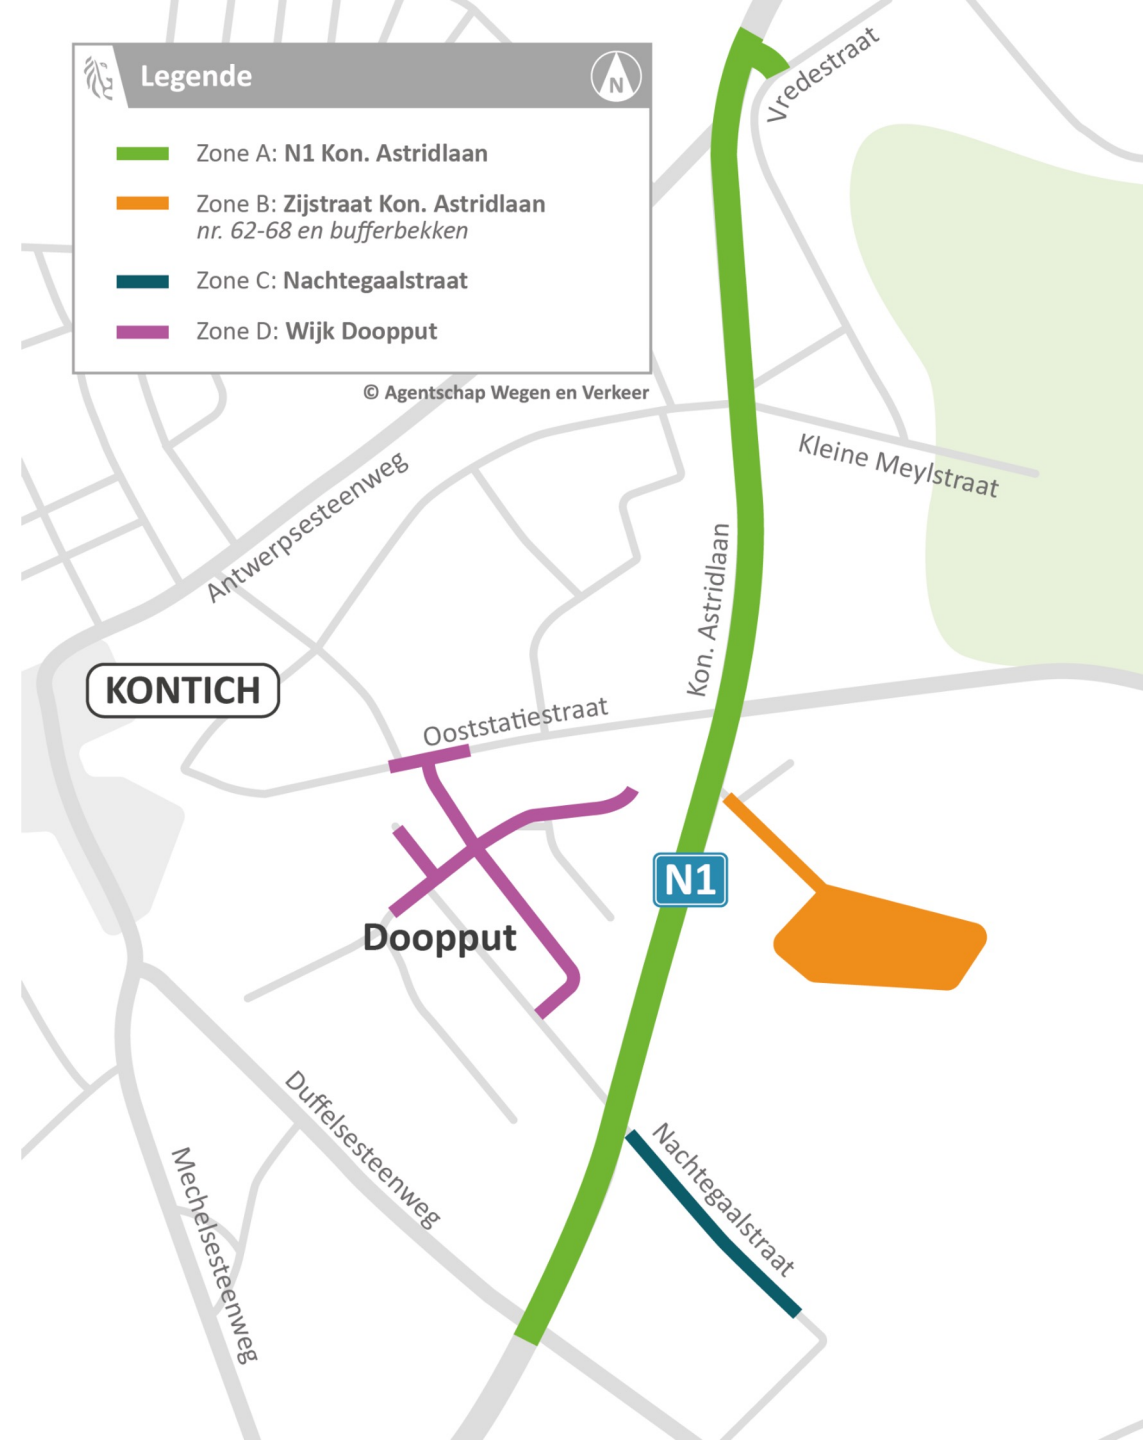 Legende
N
Zone A: N1 Kon. Astridlaan
Zone B: Zijstraat Kon. Astridlaan
nr. 62-68 en bufferbekken
Zone C: Nachtegaalstraat
Zone D: Wijk Doopput
© Agentschap Wegen en Verkeer
Vredestraat
Kleine Meylstraat
Antwerpsesteenweg
Kon. Astridlaan
KONTICH
Ooststatiestraat
N1
Doopput
Duffelsesteenweg
Nachtegaalstraat
Mechelsesteenweg